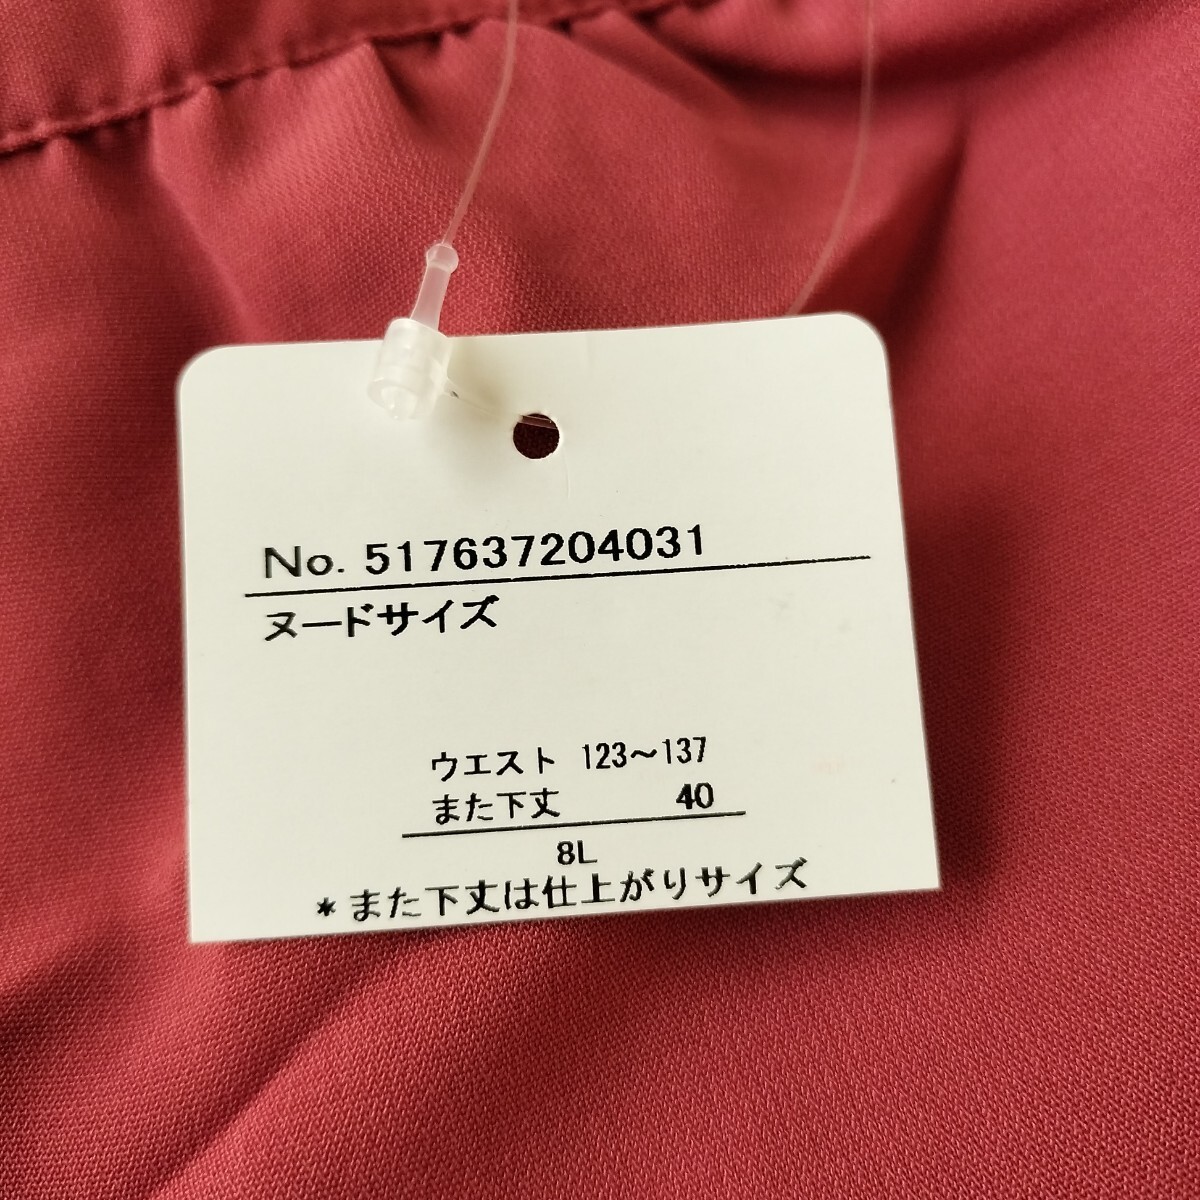 No. 517637204031
ヌードサイズ
ウエスト 123～137
また下丈 40
8L
*また下丈は仕上がりサイズ